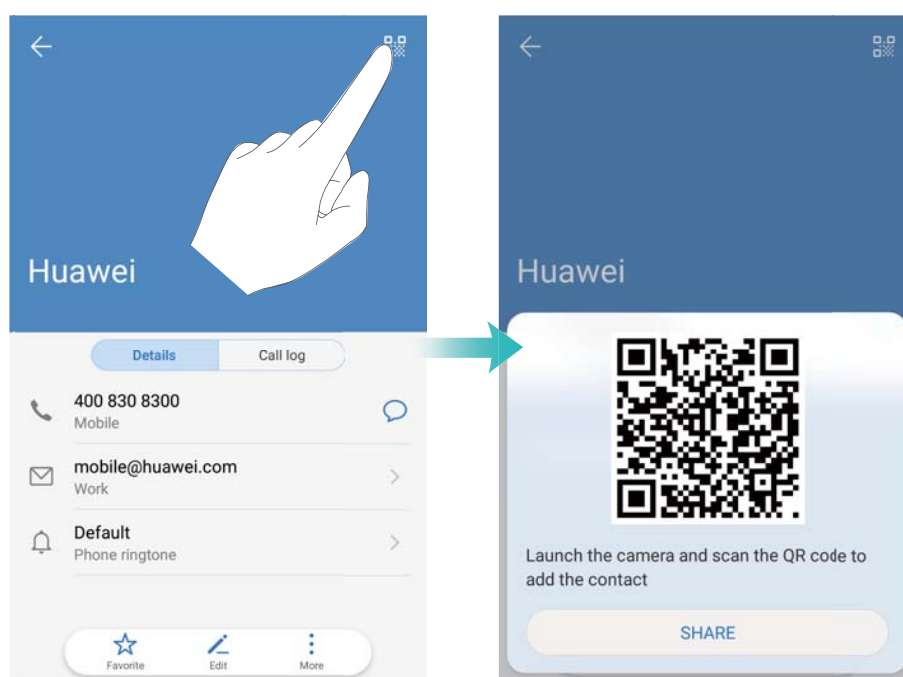 Huawei
Details
Call log
400 830 8300
Mobile
mobile@huawei.com
Work
Default
Phone ringtone
Favorite
Edit
More
Huawei
Launch the camera and scan the QR code to
add the contact
SHARE